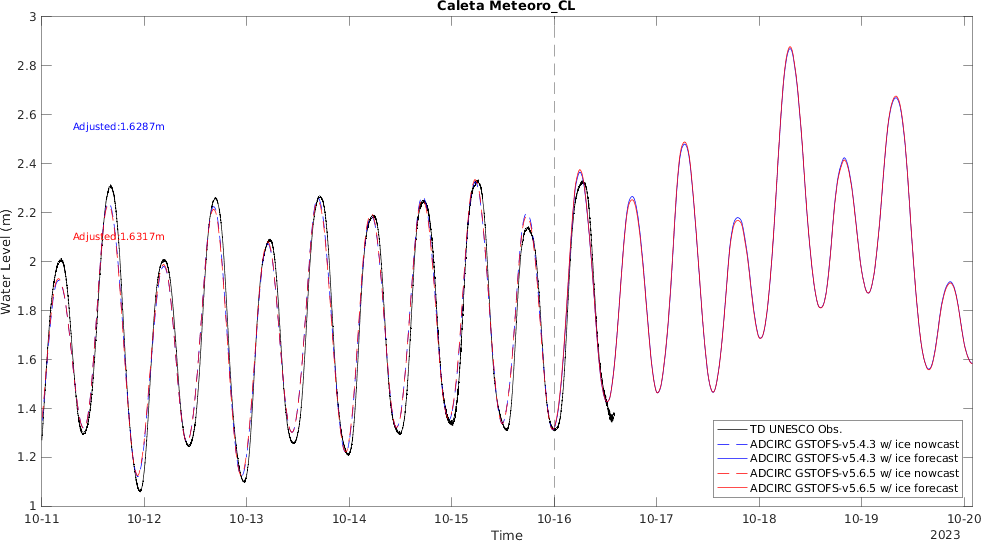 Caleta Meteoro_CL
3
2.8
2.6
2.4
2.2
2
1.8
1.6
1.4
1.2
1
Water Level (m)
Adjusted:1.6287m
Adjusted:1.6317m
TD UNESCO Obs.
ADCIRC GSTOFS-v5.4.3 w/ ice nowcast
ADCIRC GSTOFS-v5.4.3 w/ ice forecast
ADCIRC GSTOFS-v5.6.5 w/ ice nowcast
ADCIRC GSTOFS-v5.6.5 w/ ice forecast
10-11 10-12 10-13 10-14 10-15 10-16 10-17 10-18 10-19 10-20
Time
2023